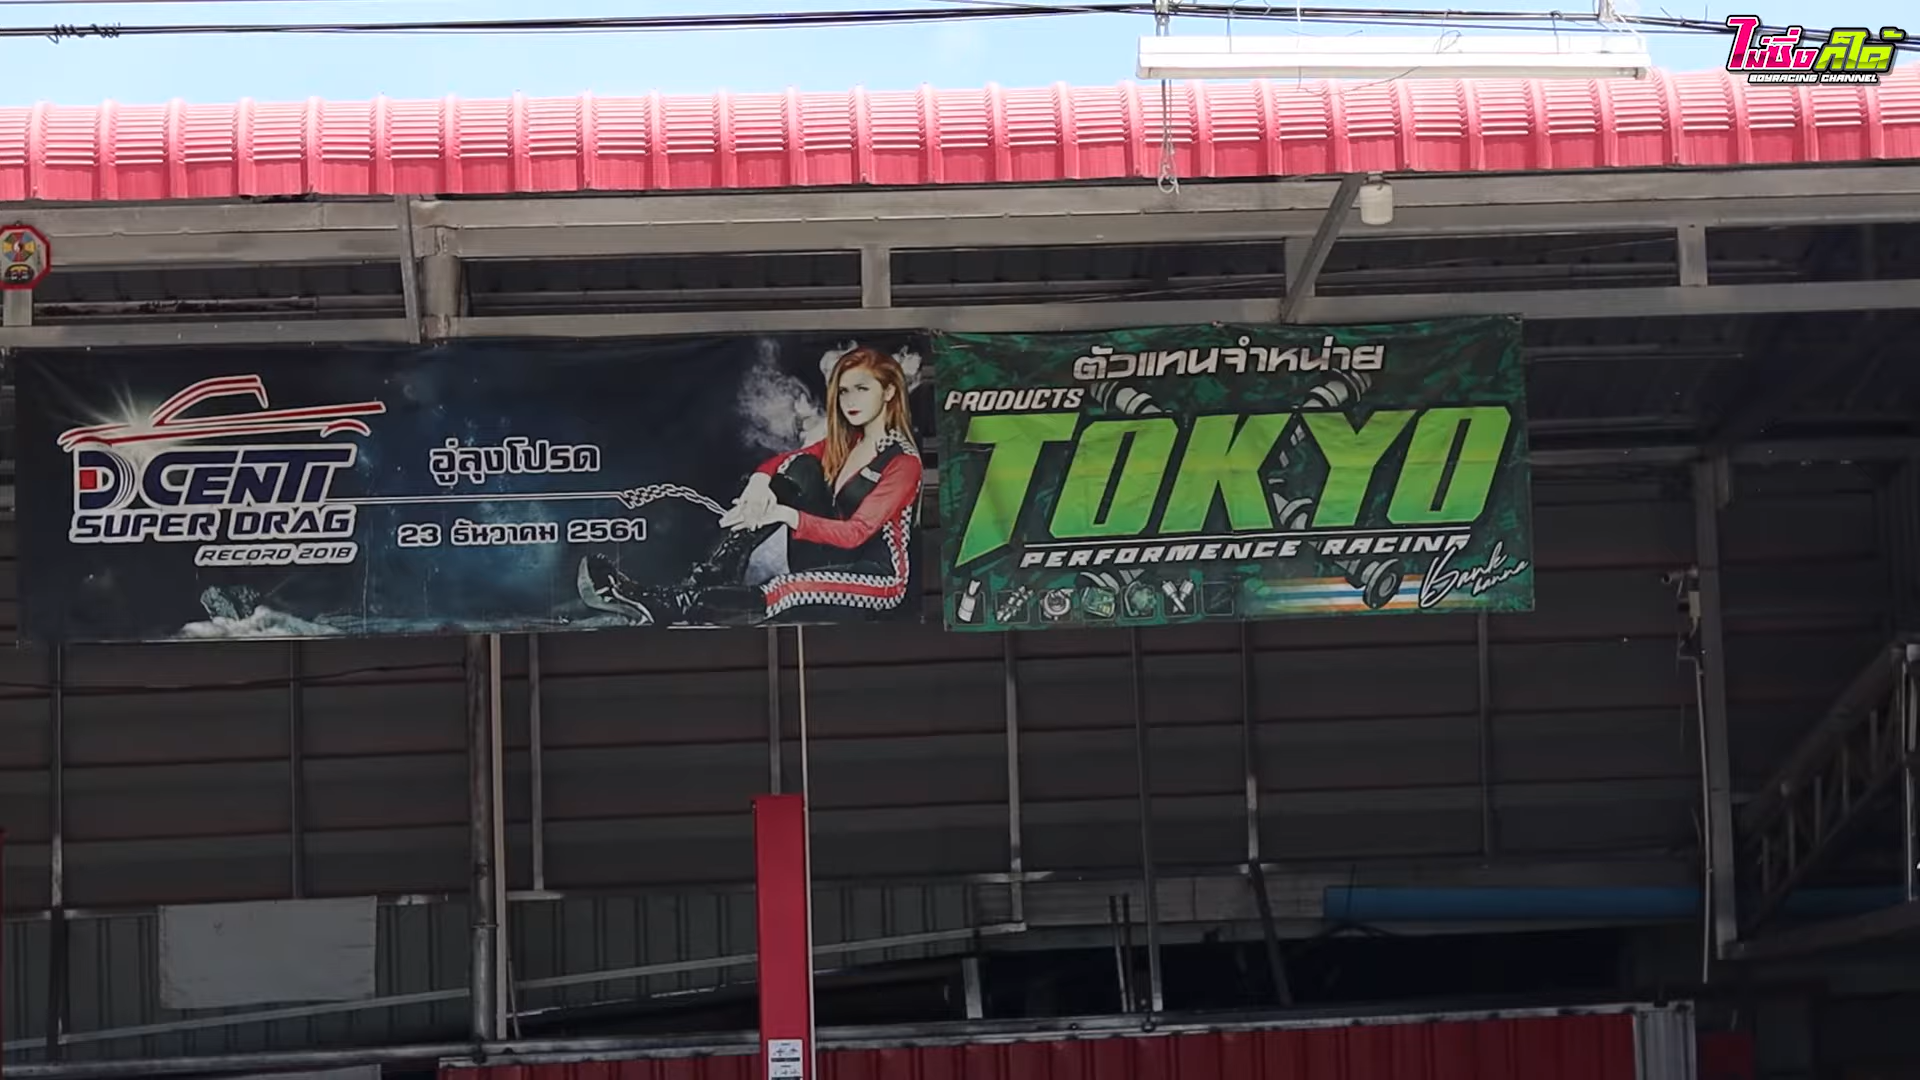 ไม่ซิ่งก็ได้
BOYRACING CHANNEL
D CENTI
SUPER DRAG
RECORD 2018
อู่ลุงโปรด
23 ธันวาคม 2561
ตัวแทนจำหน่าย
PRODUCTS
TOKYO
PERFORMENCE RACING
Bank